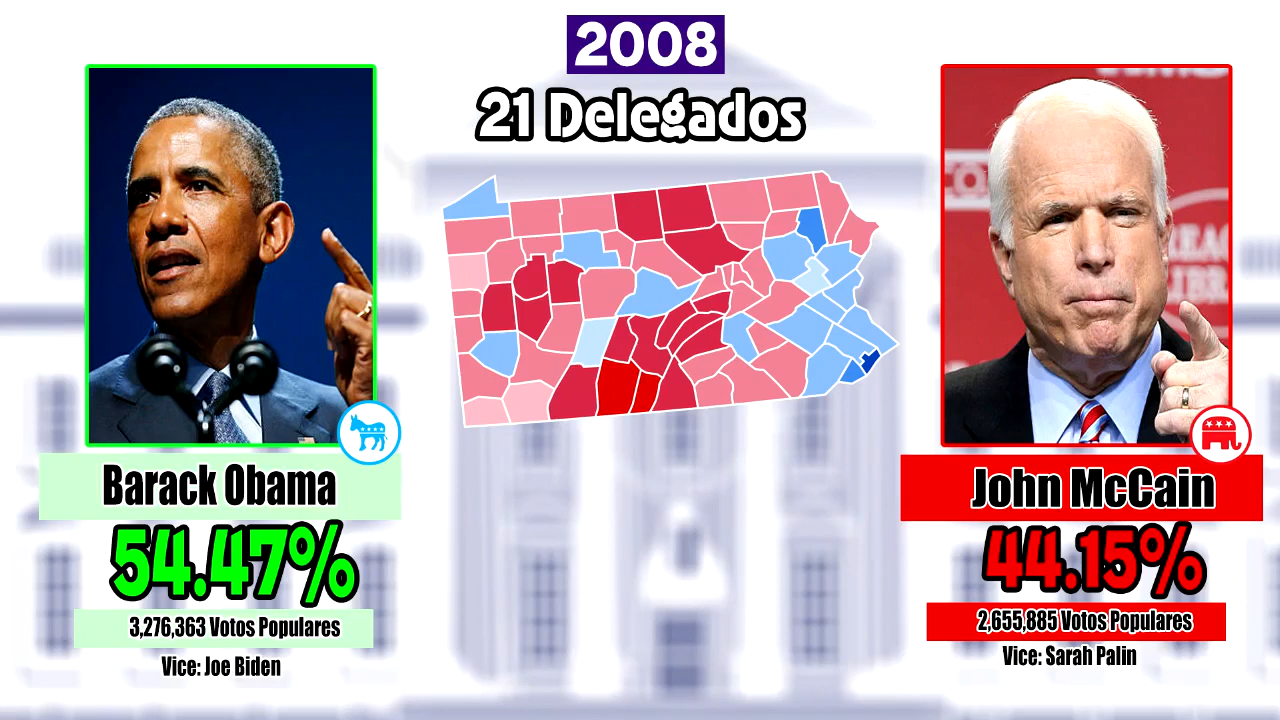 2008
21 Delegados
Barack Obama
54.47%
3,276,363 Votos Populares
Vice: Joe Biden
John McCain
44.15%
2,655,885 Votos Populares
Vice: Sarah Palin